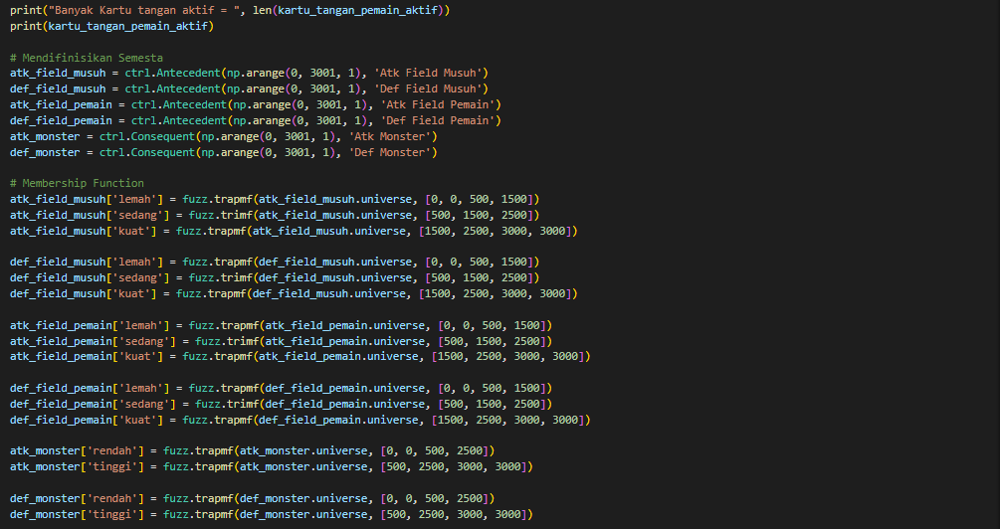 print("Banyak Kartu tangan aktif = ", len(kartu_tangan_pemain_aktif))
print(kartu_tangan_pemain_aktif)
# Mendifinisikan Semesta
atk_field_musuh = ctrl.Antecedent(np.arange(0, 3001, 1), 'Atk Field Musuh')
def_field_musuh = ctrl.Antecedent(np.arange(0, 3001, 1), 'Def Field Musuh')
atk_field_pemain = ctrl.Antecedent(np.arange(0, 3001, 1), 'Atk Field Pemain')
def_field_pemain = ctrl.Antecedent(np.arange(0, 3001, 1), 'Def Field Pemain')
atk_monster = ctrl.Consequent(np.arange(0, 3001, 1), 'Atk Monster')
def_monster = ctrl.Consequent(np.arange(0, 3001, 1), 'Def Monster')
# Membership Function
atk_field_musuh['lemah'] = fuzz.trapmf(atk_field_musuh.universe, [0, 0, 500, 1500])
atk_field_musuh['sedang'] = fuzz.trimf(atk_field_musuh.universe, [500, 1500, 2500])
atk_field_musuh['kuat'] = fuzz.trapmf(atk_field_musuh.universe, [1500, 2500, 3000, 3000])
def_field_musuh['lemah'] = fuzz.trapmf(def_field_musuh.universe, [0, 0, 500, 1500])
def_field_musuh['sedang'] = fuzz.trimf(def_field_musuh.universe, [500, 1500, 2500])
def_field_musuh['kuat'] = fuzz.trapmf(def_field_musuh.universe, [1500, 2500, 3000, 3000])
atk_field_pemain['lemah'] = fuzz.trapmf(atk_field_pemain.universe, [0, 0, 500, 1500])
atk_field_pemain['sedang'] = fuzz.trimf(atk_field_pemain.universe, [500, 1500, 2500])
atk_field_pemain['kuat'] = fuzz.trapmf(atk_field_pemain.universe, [1500, 2500, 3000, 3000])
def_field_pemain['lemah'] = fuzz.trapmf(def_field_pemain.universe, [0, 0, 500, 1500])
def_field_pemain['sedang'] = fuzz.trimf(def_field_pemain.universe, [500, 1500, 2500])
def_field_pemain['kuat'] = fuzz.trapmf(def_field_pemain.universe, [1500, 2500, 3000, 3000])
atk_monster['rendah'] = fuzz.trapmf(atk_monster.universe, [0, 0, 500, 2500])
atk_monster['tinggi'] = fuzz.trapmf(atk_monster.universe, [500, 2500, 3000, 3000])
def_monster['rendah'] = fuzz.trapmf(def_monster.universe, [0, 0, 500, 2500])
def_monster['tinggi'] = fuzz.trapmf(def_monster.universe, [500, 2500, 3000, 3000])